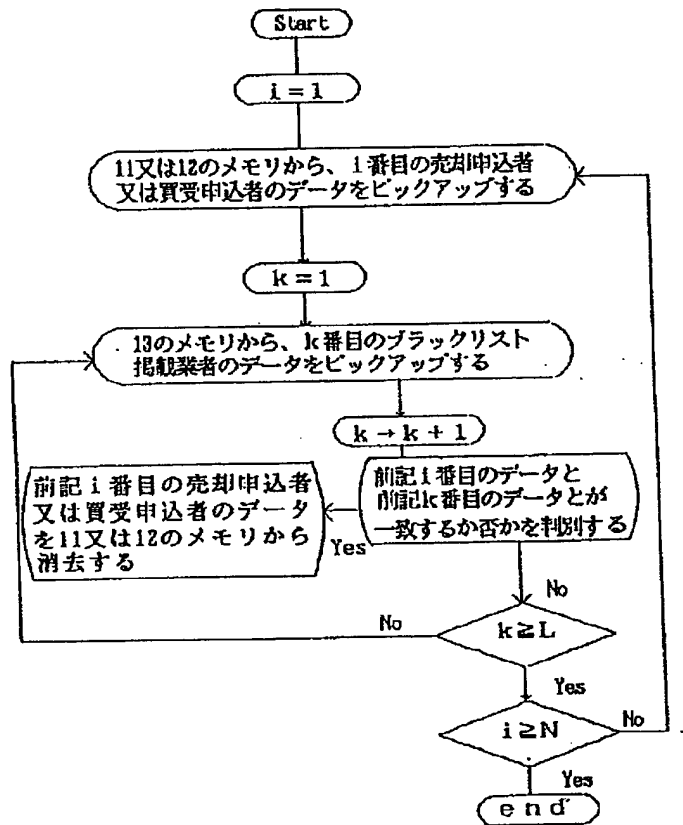 Start
i=1
11又は12のメモリから、i番目の売却申込者
又は買受申込者のデータをピックアップする
k=1
13のメモリから、k番目のブラックリスト
掲載業者のデータをピックアップする
k→k+1
前記i番目のデータと
前記k番目のデータとが
一致するか否かを判別する
前記i番目の売却申込者
又は買受申込者のデータ
を11又は12のメモリから
消去する
Yes
No
k≧L
No
Yes
i≧N
No
Yes
end